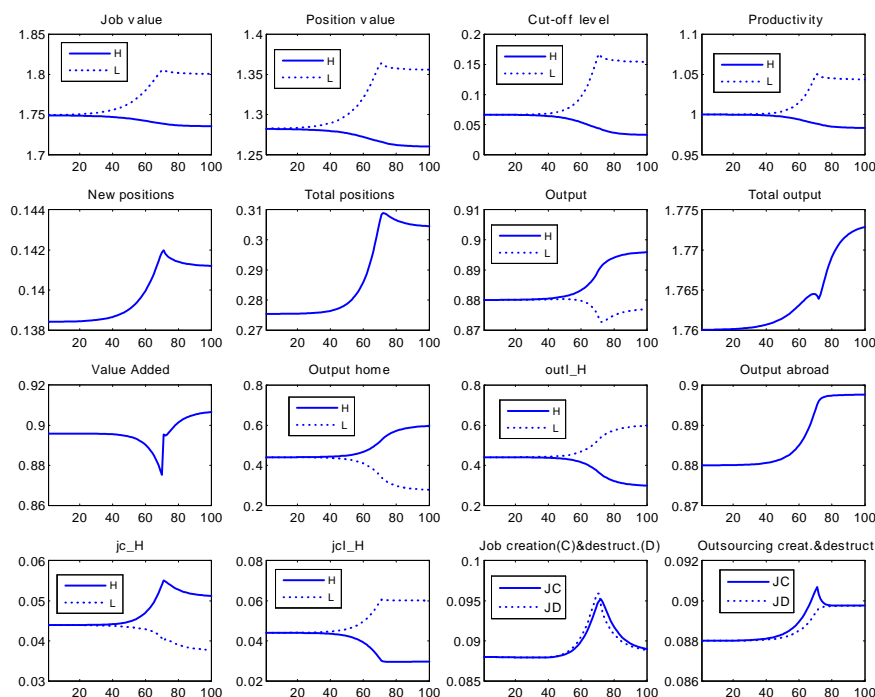 Job value
Position value
Cut-off level
Productivity
1.85
1.8
1.75
1.7
H
L
20 40 60 80 100
1.4
1.35
1.3
1.25
H
L
20 40 60 80 100
0.2
0.15
0.1
0.05
0
H
L
20 40 60 80 100
1.1
1.05
1
0.95
H
L
20 40 60 80 100
New positions
Total positions
Output
Total output
0.144
0.142
0.14
0.138
20 40 60 80 100
0.31
0.3
0.29
0.28
0.27
20 40 60 80 100
0.91
0.9
0.89
0.88
0.87
H
L
20 40 60 80 100
1.775
1.77
1.765
1.76
20 40 60 80 100
Value Added
Output home
outl_H
Output abroad
0.92
0.9
0.88
0.86
20 40 60 80 100
0.8
0.6
0.4
0.2
H
L
20 40 60 80 100
0.8
0.6
0.4
0.2
H
L
20 40 60 80 100
0.9
0.89
0.88
0.87
20 40 60 80 100
jc_H
jcl_H
Job creation(C)&destruct.(D)
Outsourcing creat.&destruct
0.06
0.05
0.04
0.03
H
L
20 40 60 80 100
0.08
0.06
0.04
0.02
H
L
20 40 60 80 100
0.1
0.095
0.09
0.085
JC
JD
20 40 60 80 100
0.092
0.09
0.088
0.086
JC
JD
20 40 60 80 100